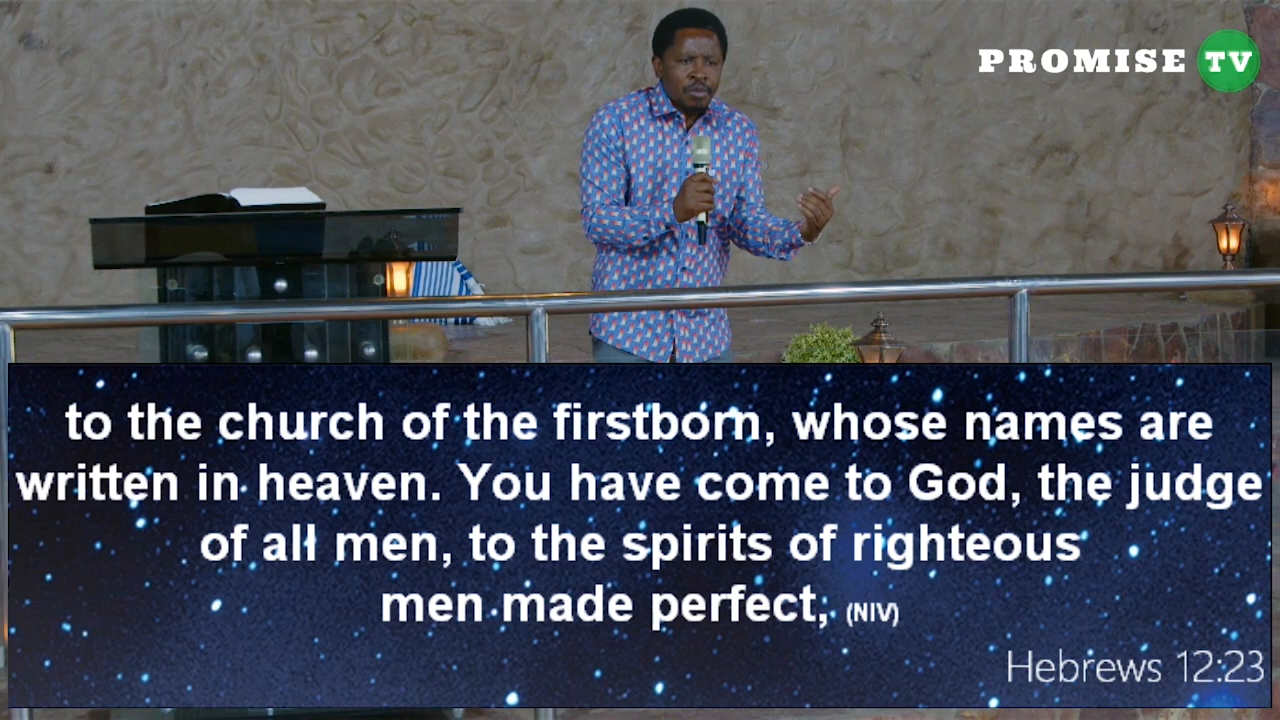 PROMISE TV
to the church of the firstborn, whose names are
written in heaven. You have come to God, the judge
of all men, to the spirits of righteous
men made perfect, (NIV)
Hebrews 12:23